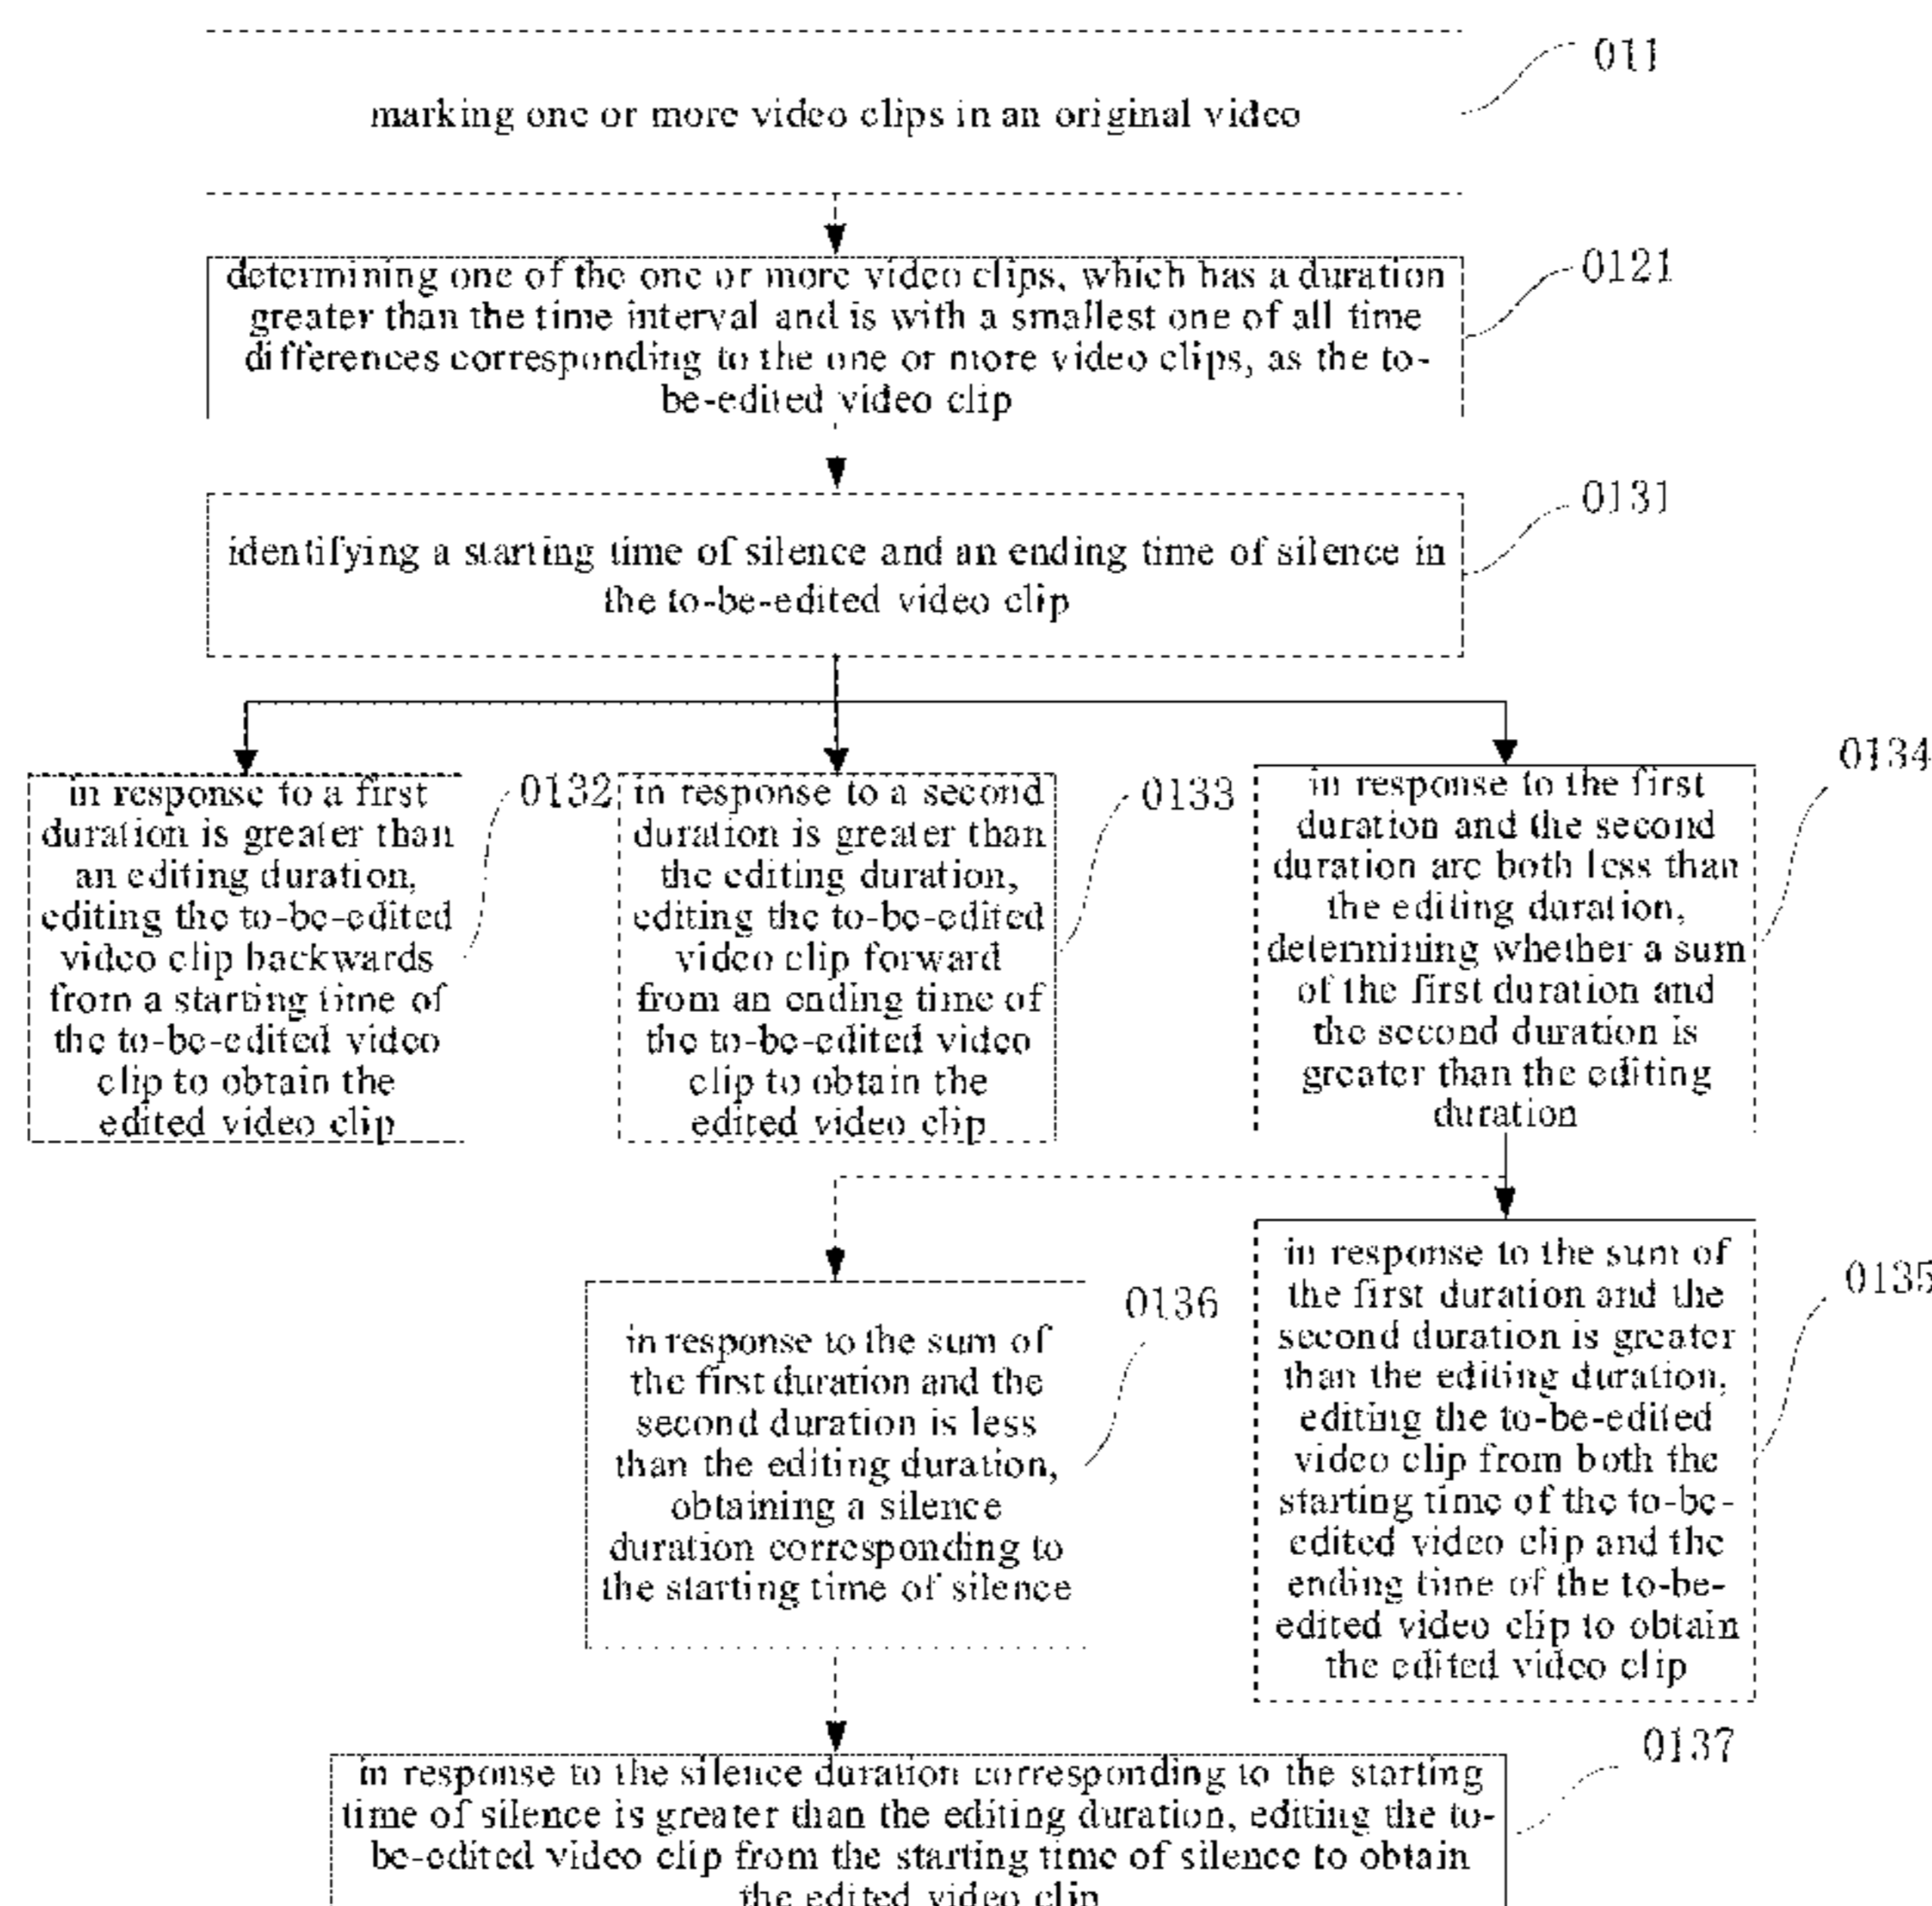 011
marking one or more video clips in an original video
0121
determining one of the one or more video clips, which has a duration
greater than the time interval and is with a smallest one of all time
differences corresponding to the one or more video clips, as the to-
be-edited video clip
0131
identifying a starting time of silence and an ending time of silence in
the to-be-edited video clip
0132
in response to a first
duration is greater than
an editing duration,
editing the to-be-edited
video clip backwards
from a starting time of
the to-be-edited video
clip to obtain the
edited video clip
0133
in response to a second
duration is greater than
the editing duration,
editing the to-be-edited
video clip forward
from an ending time of
the to-be-edited video
clip to obtain the
edited video clip
0134
in response to the first
duration and the second
duration are both less than
the editing duration,
determining whether a sum
of the first duration and
the second duration is
greater than the editing
duration
0136
in response to the sum of
the first duration and the
second duration is less
than the editing duration,
obtaining a silence
duration corresponding to
the starting time of silence
0135
in response to the sum of
the first duration and the
second duration is greater
than the editing duration,
editing the to-be-edited
video clip from both the
starting time of the to-be-
edited video clip and the
ending time of the to-be-
edited video clip to obtain
the edited video clip
0137
in response to the silence duration corresponding to the starting
time of silence is greater than the editing duration, editing the to-
be-edited video clip from the starting time of silence to obtain
the edited video clip